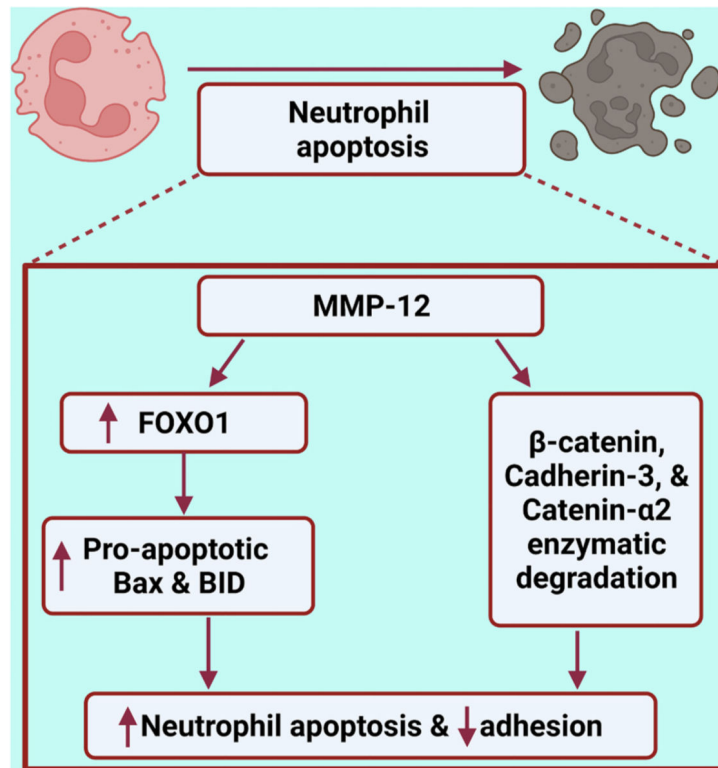 Neutrophil
apoptosis
MMP-12
FOXO1
Pro-apoptotic
Bax & BID
β-catenin,
Cadherin-3, &
Catenin-α2
enzymatic
degradation
Neutrophil apoptosis & adhesion